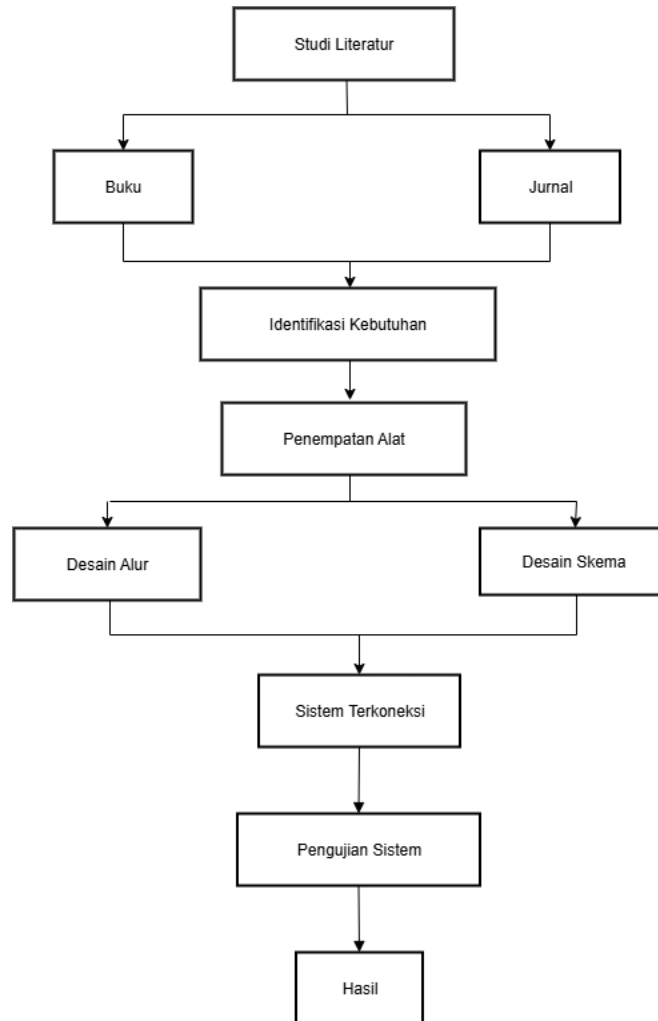 Studi Literatur
Buku
Jurnal
Identifikasi Kebutuhan
Penempatan Alat
Desain Alur
Desain Skema
Sistem Terkoneksi
Pengujian Sistem
Hasil